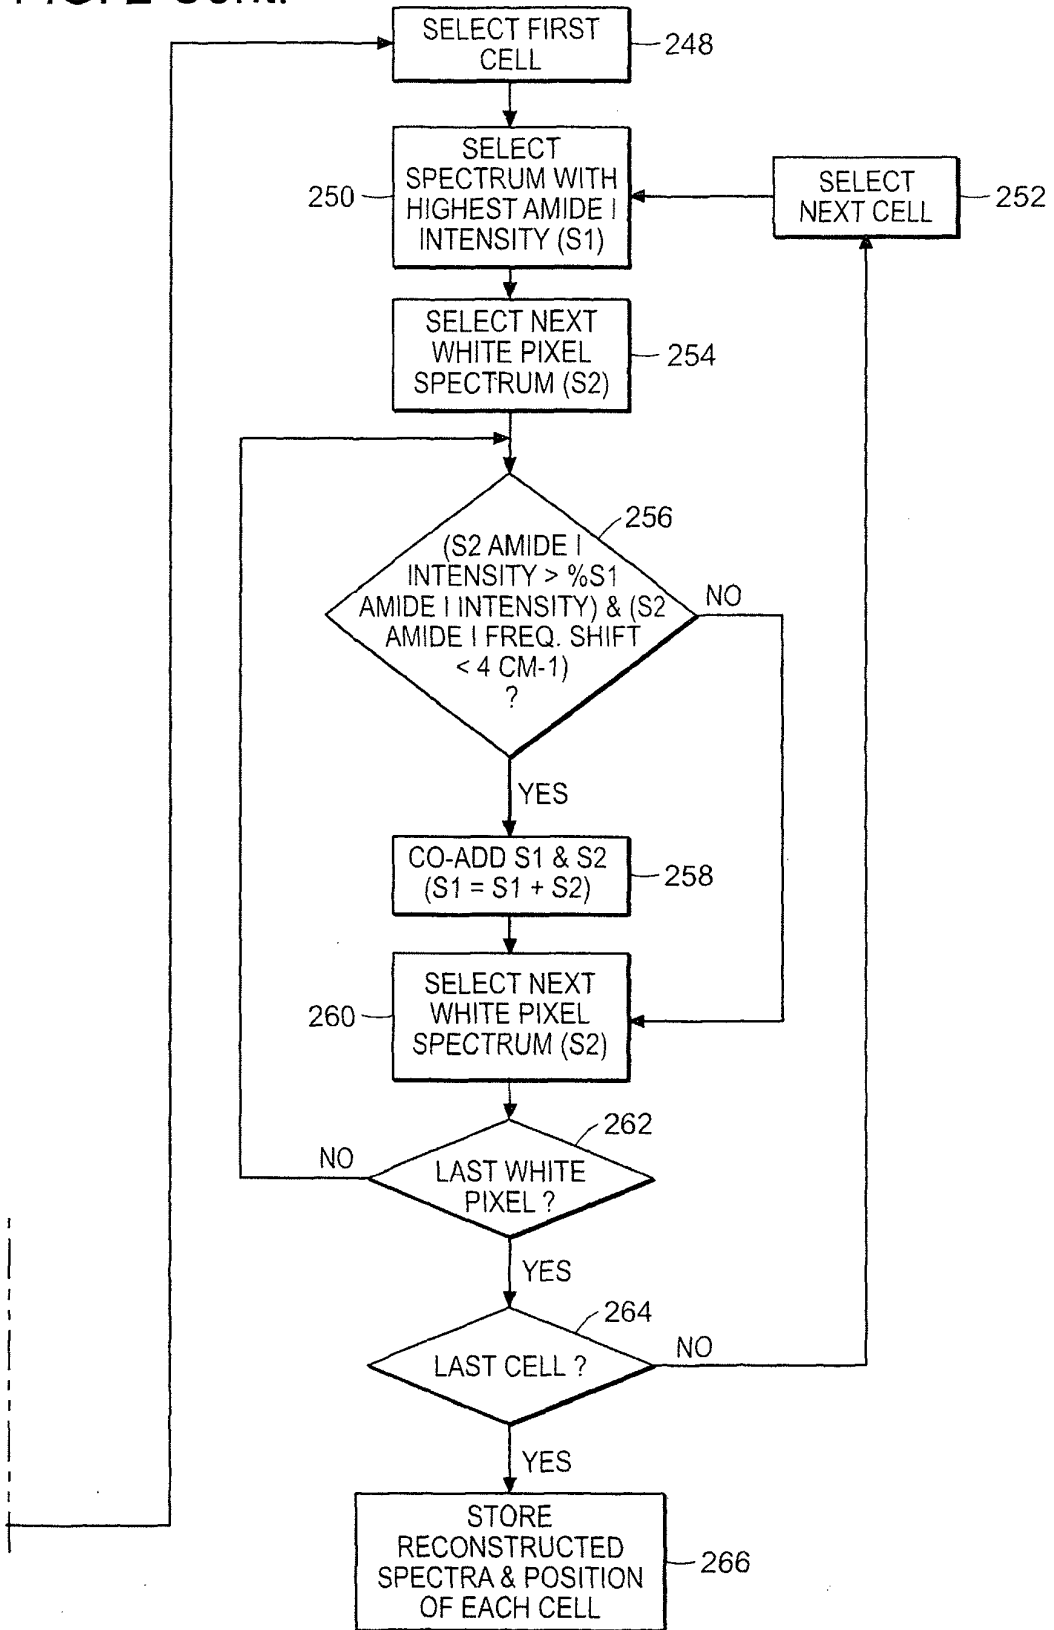 FIG. 2 Cont.
SELECT FIRST
CELL
248
SELECT
SPECTRUM WITH
HIGHEST AMIDE I
INTENSITY (S1)
250
SELECT
NEXT CELL
252
SELECT NEXT
WHITE PIXEL
SPECTRUM (S2)
254
256
(S2 AMIDE I
INTENSITY > %S1
AMIDE I INTENSITY) & (S2
AMIDE I FREQ. SHIFT
< 4 CM-1)
?
NO
YES
CO-ADD S1 & S2
(S1 = S1 + S2)
258
SELECT NEXT
WHITE PIXEL
SPECTRUM (S2)
260
262
NO
LAST WHITE
PIXEL ?
YES
264
LAST CELL ?
NO
YES
STORE
RECONSTRUCTED
SPECTRA & POSITION
OF EACH CELL
266